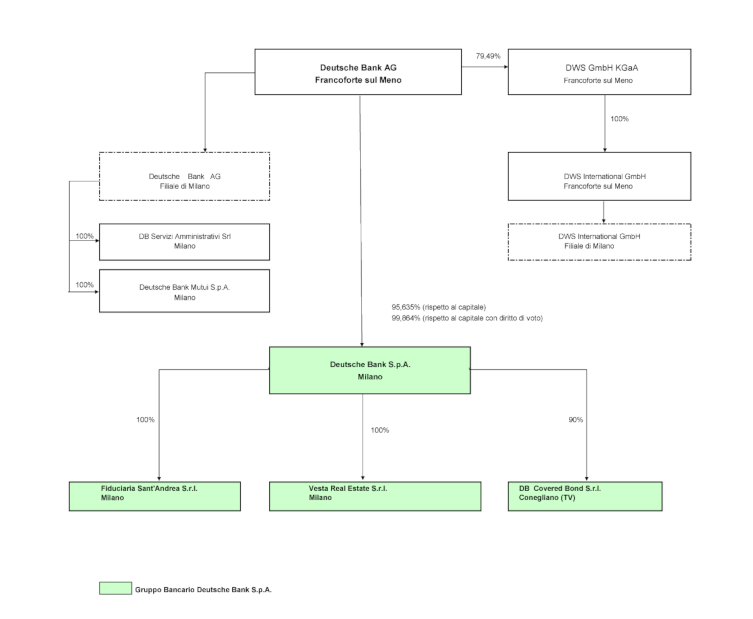 79,49%
Deutsche Bank AG
Francoforte sul Meno
DWS GmbH KGaA
Francoforte sul Meno
100%
Deutsche Bank AG
Filiale di Milano
DWS International GmbH
Francoforte sul Meno
100%
DB Servizi Amministrativi Srl
Milano
DWS International GmbH
Filiale di Milano
100%
Deutsche Bank Mutui S.p.A.
Milano
95,635% (rispetto al capitale)
99,864% (rispetto al capitale con diritto di voto)
Deutsche Bank S.p.A.
Milano
100%
100%
90%
Fiduciaria Sant'Andrea S.r.l.
Milano
Vesta Real Estate S.r.l.
Milano
DB Covered Bond S.r.l.
Conegliano (TV)
Gruppo Bancario Deutsche Bank S.p.A.